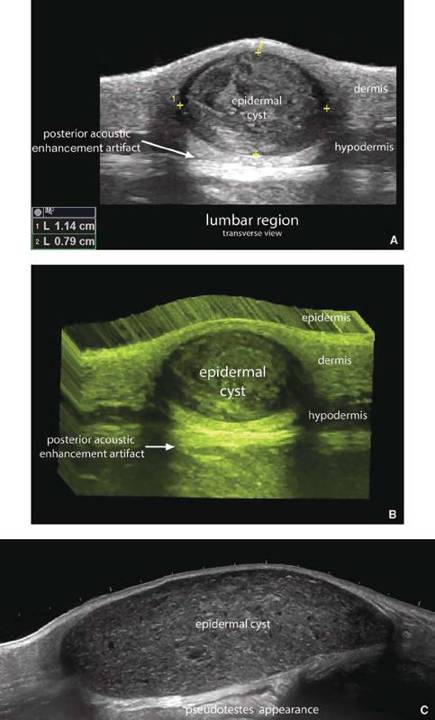 dermis
epidermal
cyst
posterior acoustic
enhancement artifact
hypodermis
1 L 1.14 cm
2 L 0.79 cm
lumbar region
transverse view
A
epidermis
dermis
epidermal
cyst
hypodermis
posterior acoustic
enhancement artifact
B
epidermal cyst
pseudotestes appearance
C